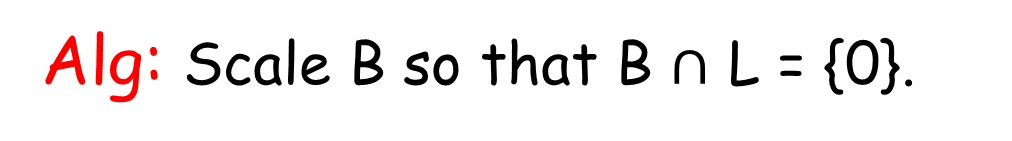 Alg: Scale B so that B ∩ L = {0}.